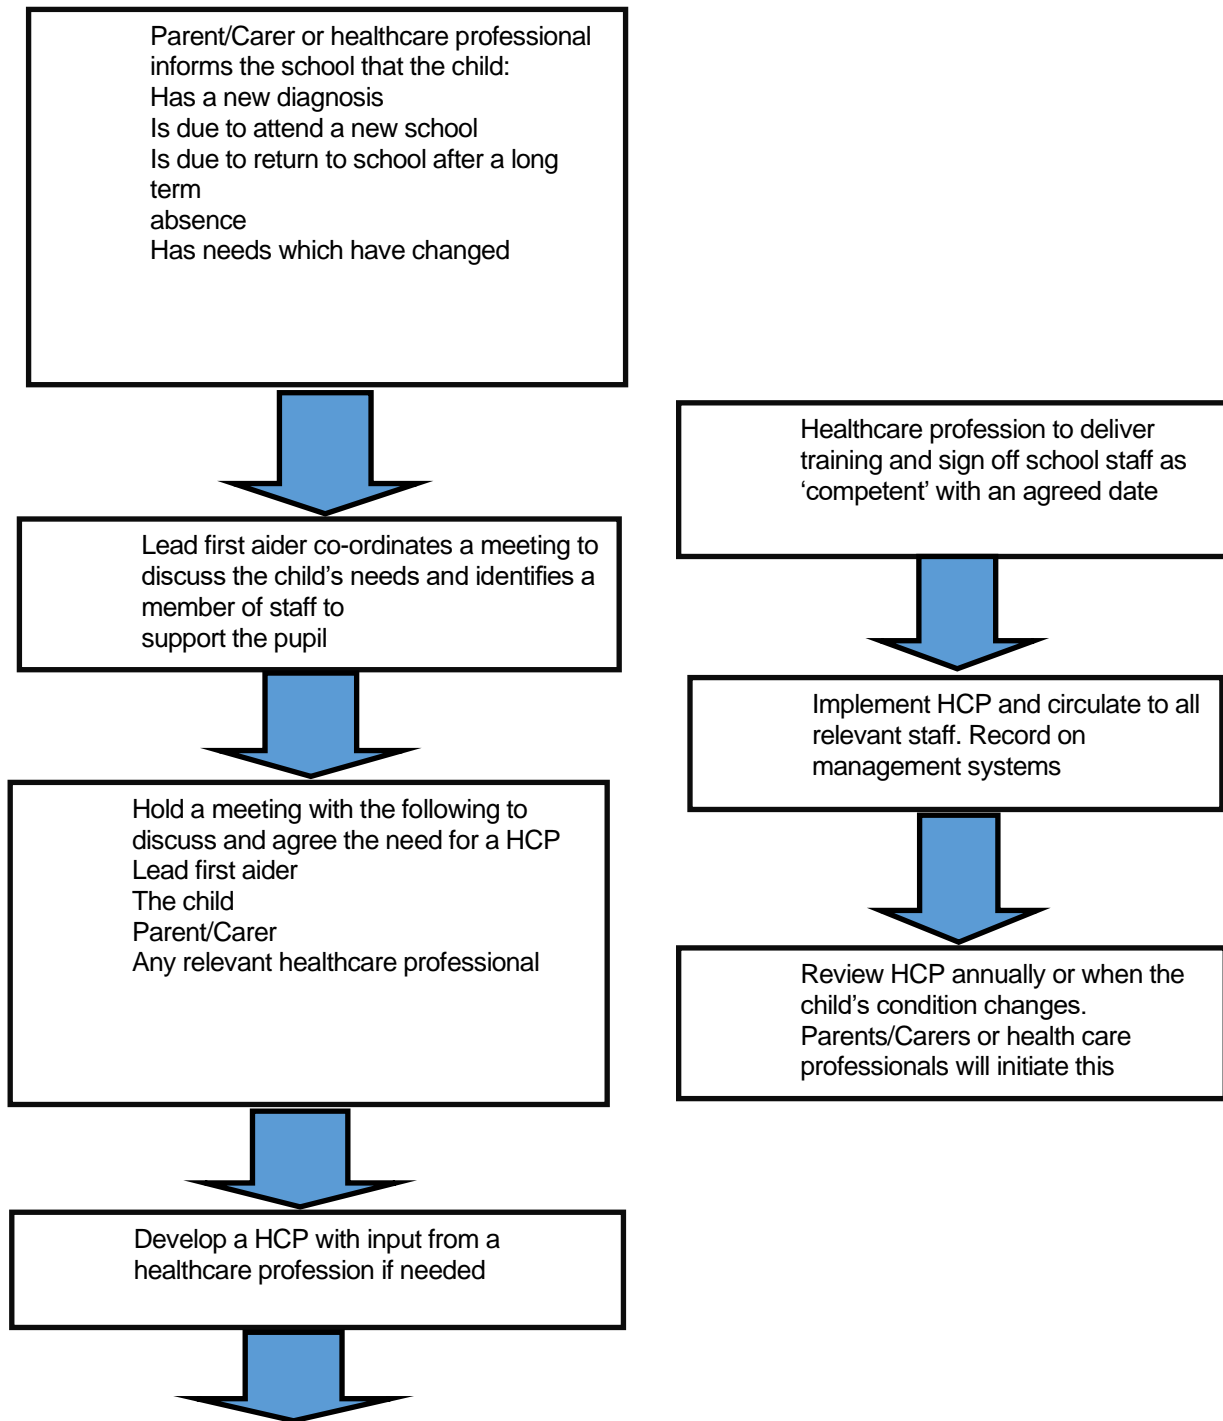 Parent/Carer or healthcare professional
informs the school that the child:
Has a new diagnosis
Is due to attend a new school
Is due to return to school after a long
term
absence
Has needs which have changed
Lead first aider co-ordinates a meeting to
discuss the child’s needs and identifies a
member of staff to
support the pupil
Hold a meeting with the following to
discuss and agree the need for a HCP
Lead first aider
The child
Parent/Carer
Any relevant healthcare professional
Develop a HCP with input from a
healthcare profession if needed
Healthcare profession to deliver
training and sign off school staff as
‘competent’ with an agreed date
Implement HCP and circulate to all
relevant staff. Record on
management systems
Review HCP annually or when the
child’s condition changes.
Parents/Carers or health care
professionals will initiate this